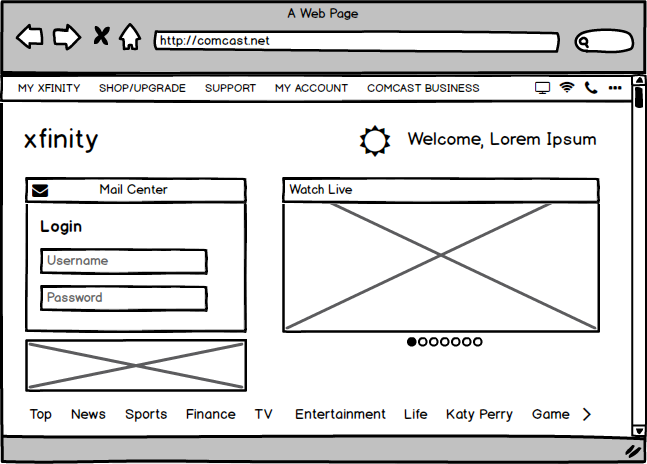 A Web Page
http://comcast.net
MY XFINITY SHOP/UPGRADE SUPPORT MY ACCOUNT COMCAST BUSINESS
xfinity
Welcome, Lorem Ipsum
Mail Center
Login
Username
Password
Watch Live
Top News Sports Finance TV Entertainment Life Katy Perry Game